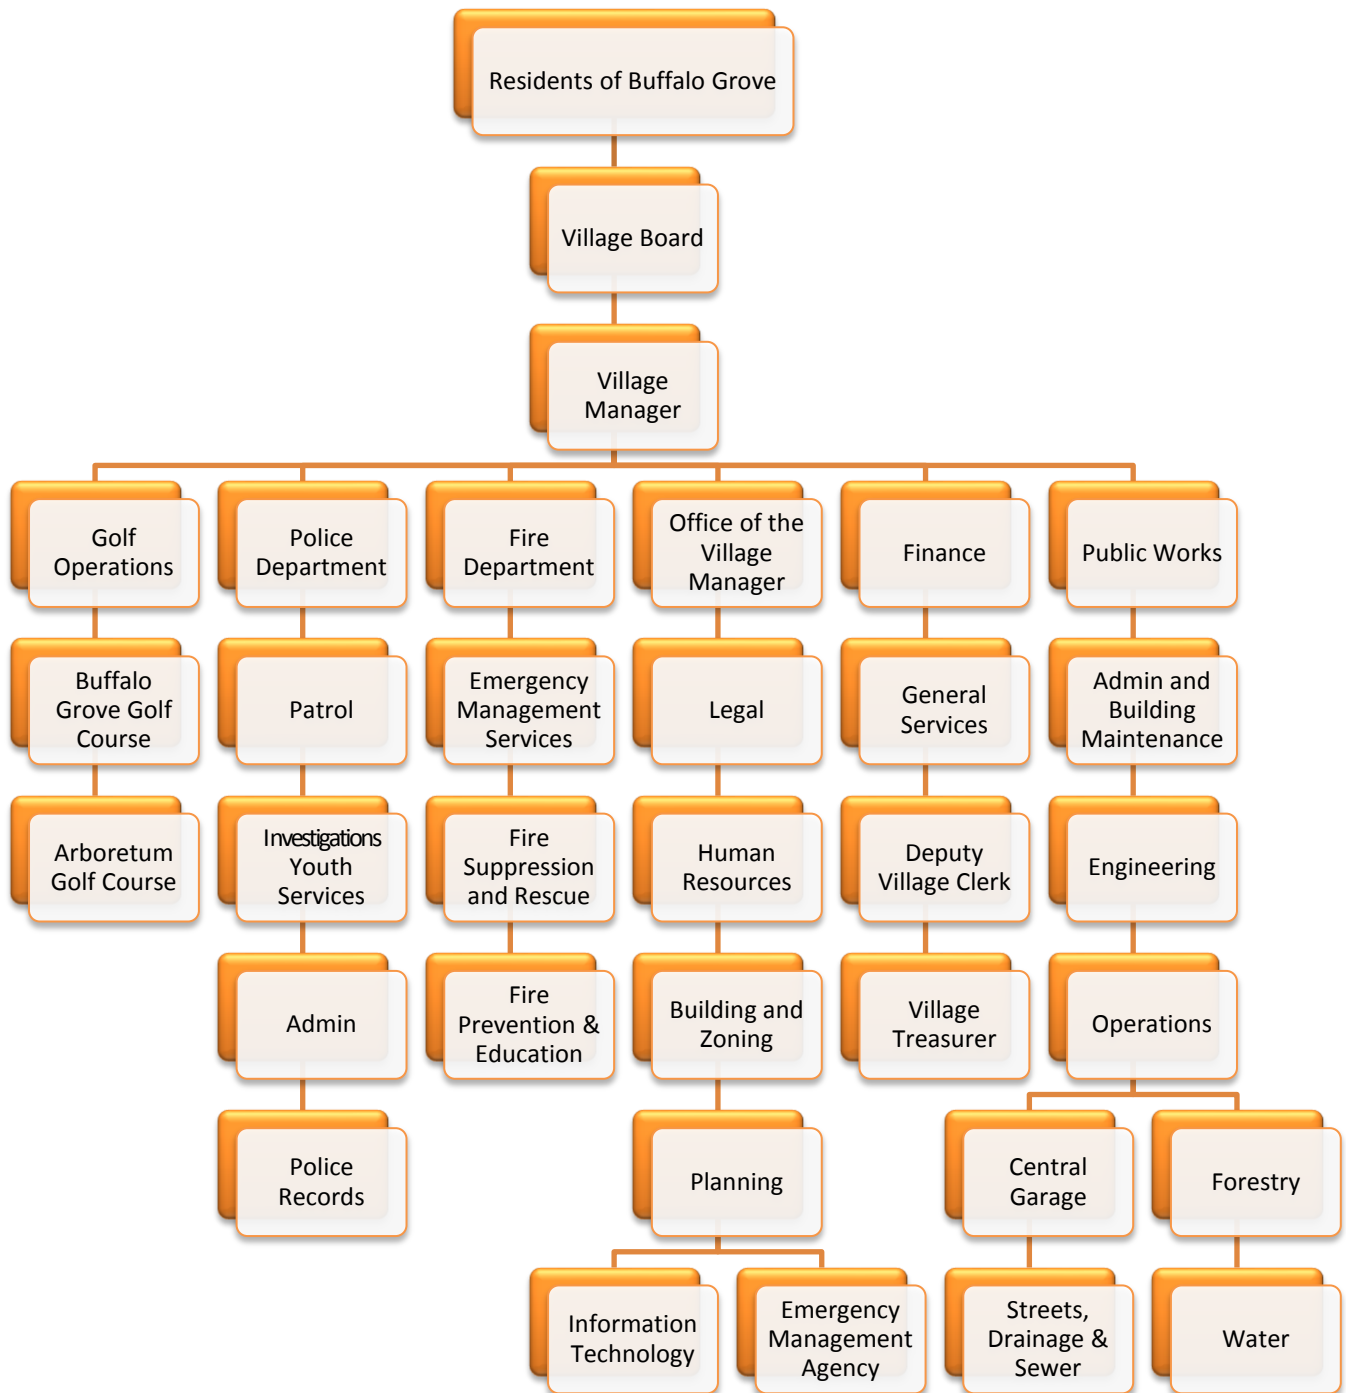 Residents of Buffalo Grove
Village Board
Village
Manager
Golf
Operations
Police
Department
Fire
Department
Office of the
Village
Manager
Finance
Public Works
Buffalo
Grove Golf
Course
Patrol
Emergency
Management
Services
Legal
General
Services
Admin and
Building
Maintenance
Arboretum
Golf Course
Investigations
Youth
Services
Fire
Suppression
and Rescue
Human
Resources
Deputy
Village Clerk
Engineering
Admin
Fire
Prevention &
Education
Building and
Zoning
Village
Treasurer
Operations
Police
Records
Planning
Central
Garage
Forestry
Information
Technology
Emergency
Management
Agency
Streets,
Drainage &
Sewer
Water